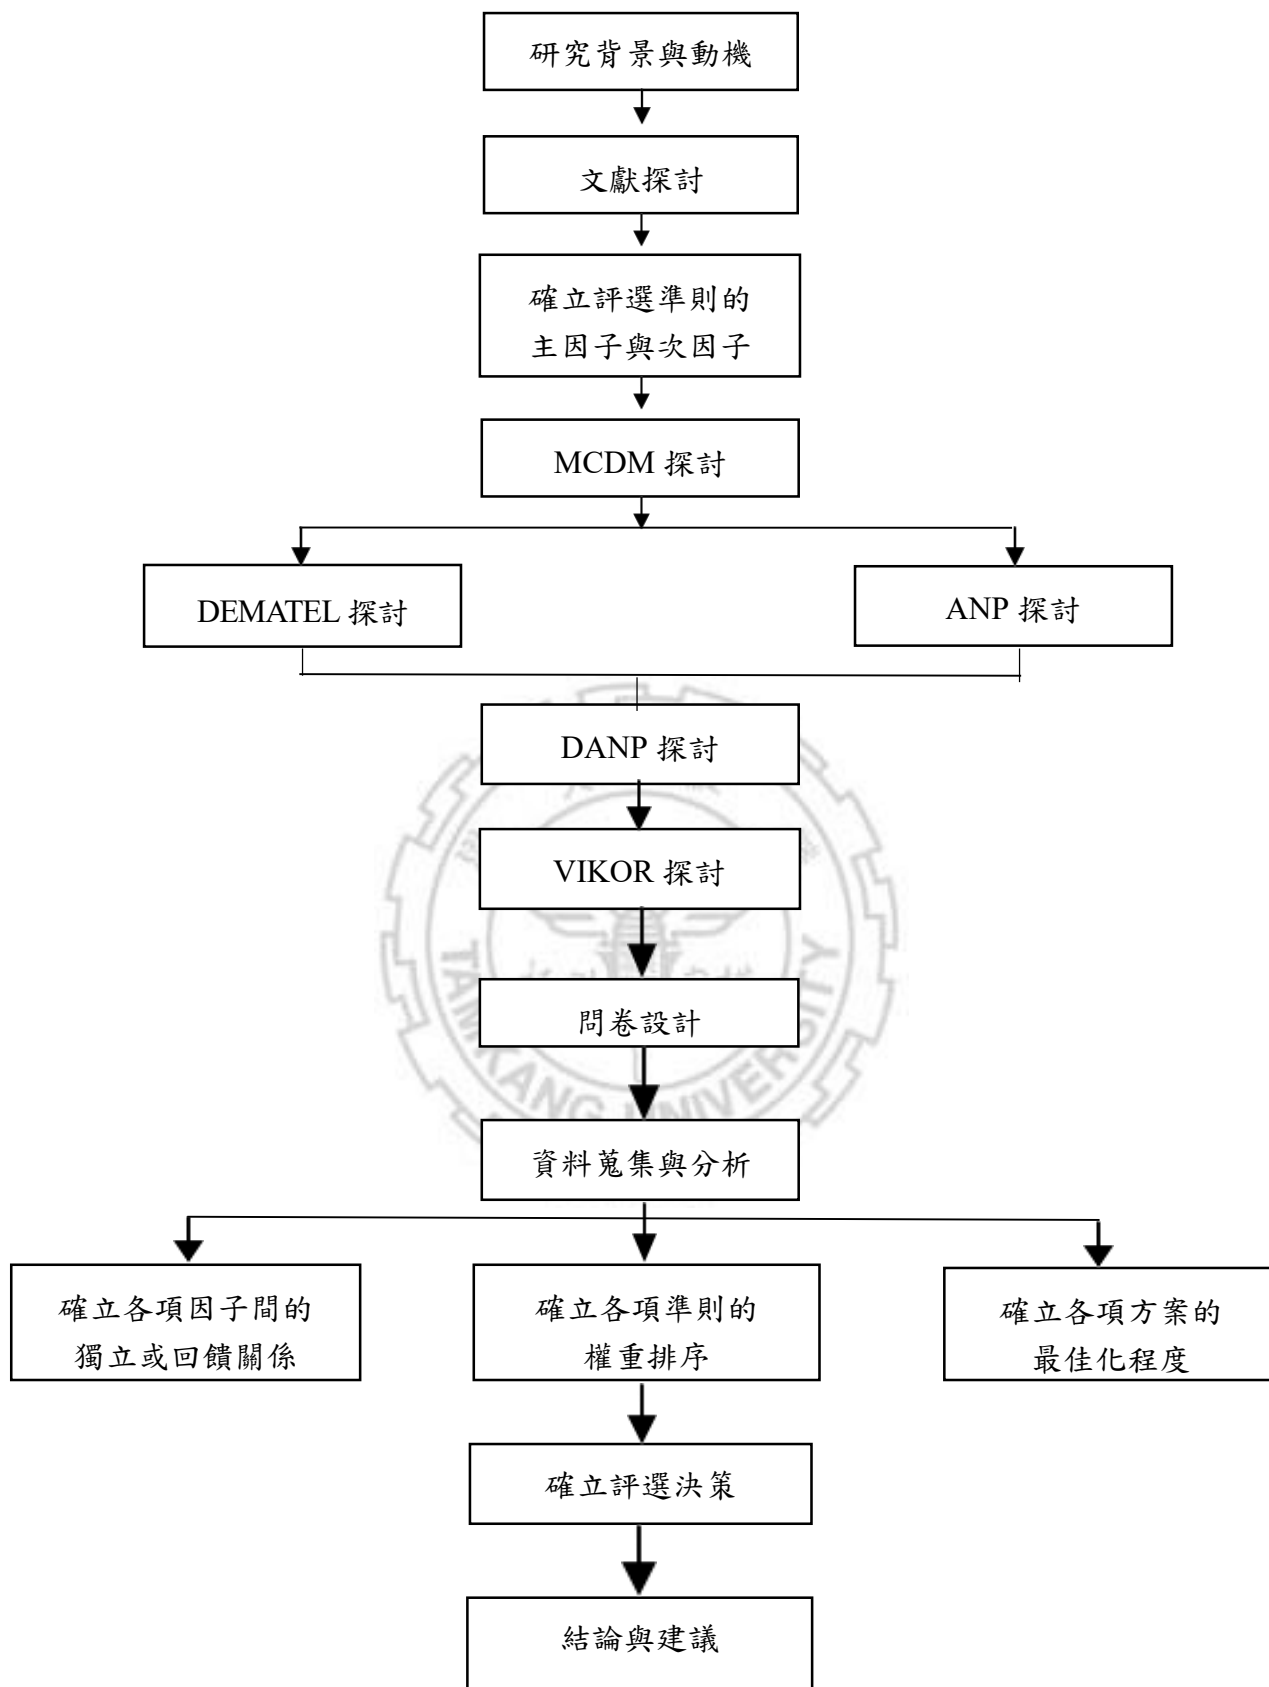 研究背景與動機
文獻探討
確立評選準則的
主因子與次因子
MCDM 探討
DEMATEL 探討
ANP 探討
DANP 探討
VIKOR 探討
問卷設計
TAMKANG UNIVERSITY
資料蒐集與分析
確立各項因子間的
獨立或回饋關係
確立各項準則的
權重排序
確立各項方案的
最佳化程度
確立評選決策
結論與建議